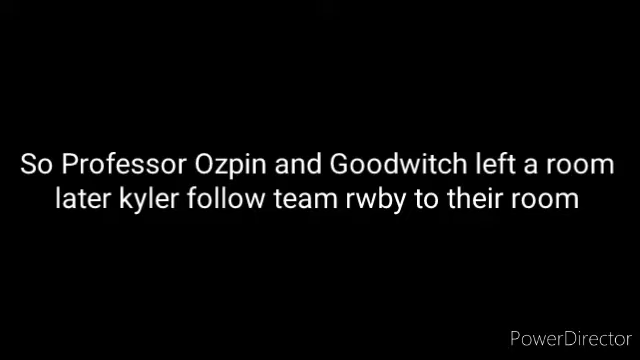 So Professor Ozpin and Goodwitch left a room
later kyler follow team rwby to their room
PowerDirector